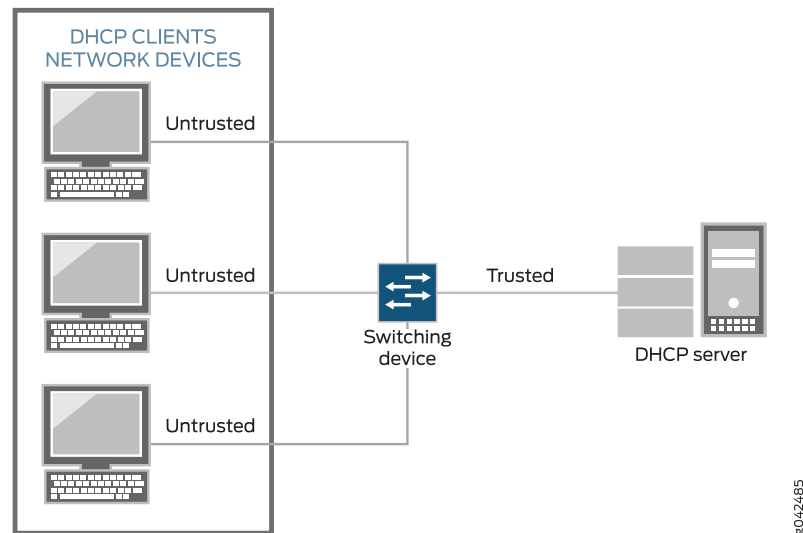 DHCP CLIENTS
NETWORK DEVICES
Untrusted
Untrusted
Trusted
Switching
device
DHCP server
Untrusted
g042485